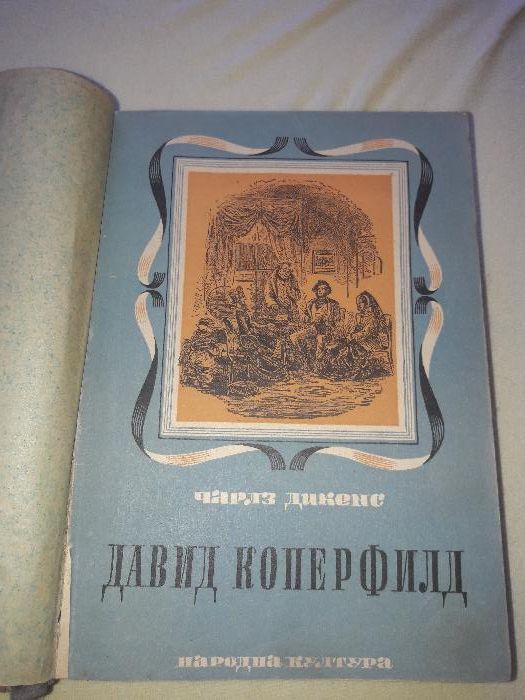 ЧАРЛЗ ДИКЕНС
ДАВИД КОПЕРФИЛД
НАРОДНА КУЛТУРА